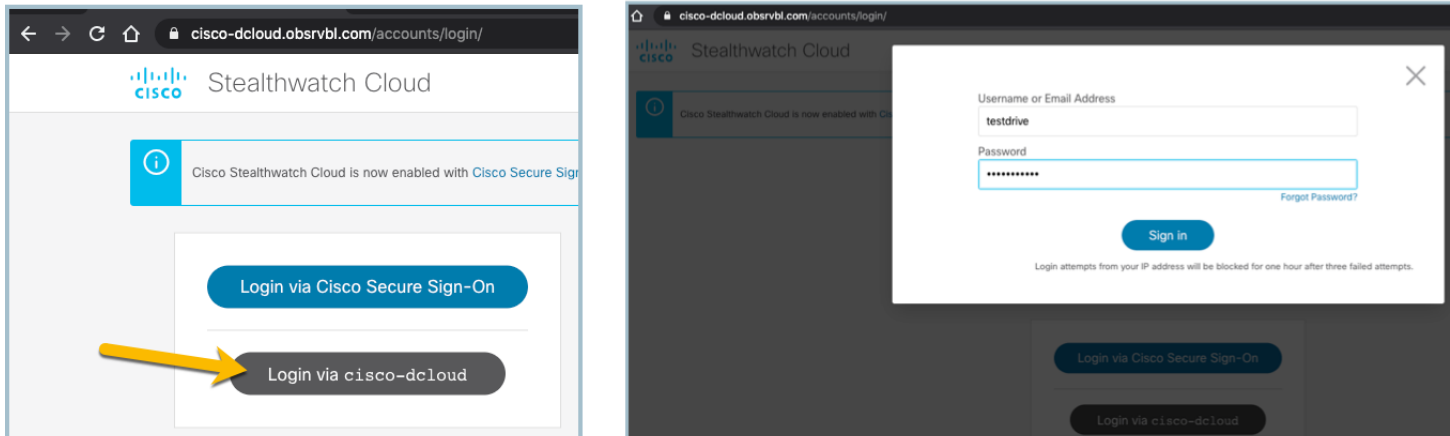 cisco-dcloud.obsrvbl.com/accounts/login/
CISCO
Stealthwatch Cloud
Cisco Stealthwatch Cloud is now enabled with Cisco Secure Sig
Login via Cisco Secure Sign-On
Login via cisco-dcloud
cisco-dcloud.obsrvbl.com/accounts/login/
CISCO
Stealthwatch Cloud
Cisco Stealthwatch Cloud is now enabled with Cis
Username or Email Address
testdrive
Password
•••••••••••
Forgot Password?
Sign in
Login attempts from your IP address will be blocked for one hour after three failed attempts.
Login via Cisco Secure Sign-On
Login via cisco-dcloud